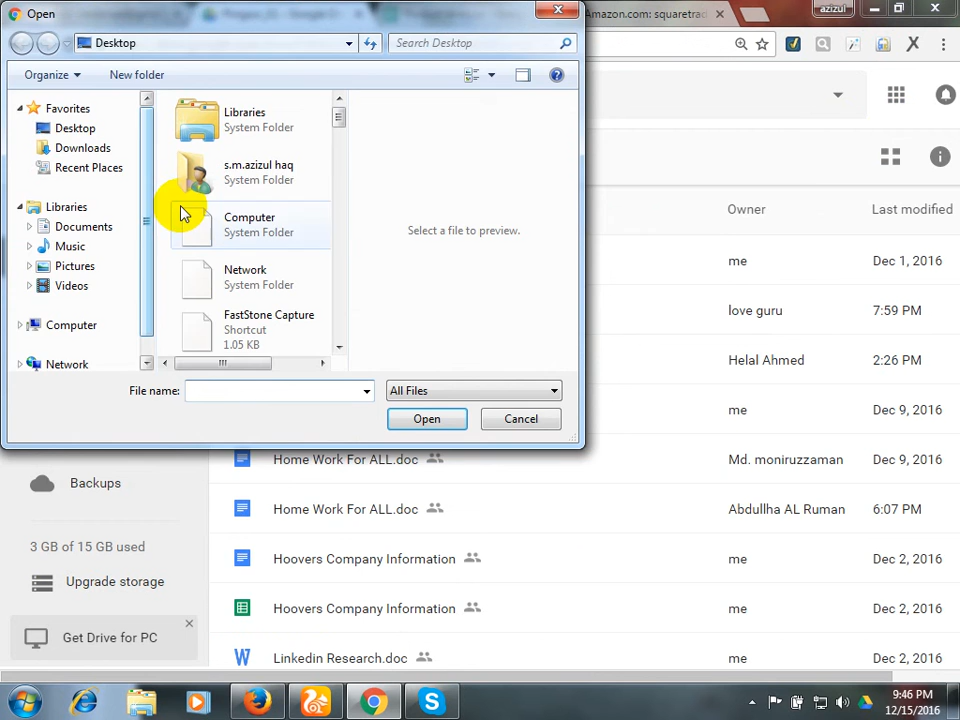 Open
Amazon.com: squaretrad
azizul
Desktop
Search Desktop
Organize
New folder
Favorites
Desktop
Downloads
Recent Places
Libraries
Documents
Music
Pictures
Videos
Computer
Network
Libraries
System Folder
s.m.azizul haq
System Folder
Computer
System Folder
Network
System Folder
FastStone Capture
Shortcut
1.05 KB
Select a file to preview.
File name:
All Files
Open
Cancel
Owner
Last modified
me
Dec 1, 2016
love guru
7:59 PM
Helal Ahmed
2:26 PM
me
Dec 9, 2016
Home Work For ALL.doc
Md. moniruzzaman
Dec 9, 2016
Home Work For ALL.doc
Abdullha AL Ruman
6:07 PM
Hoovers Company Information
me
Dec 2, 2016
Hoovers Company Information
me
Dec 2, 2016
Linkedin Research.doc
me
Dec 2, 2016
Backups
3 GB of 15 GB used
Upgrade storage
Get Drive for PC
9:46 PM
12/15/2016